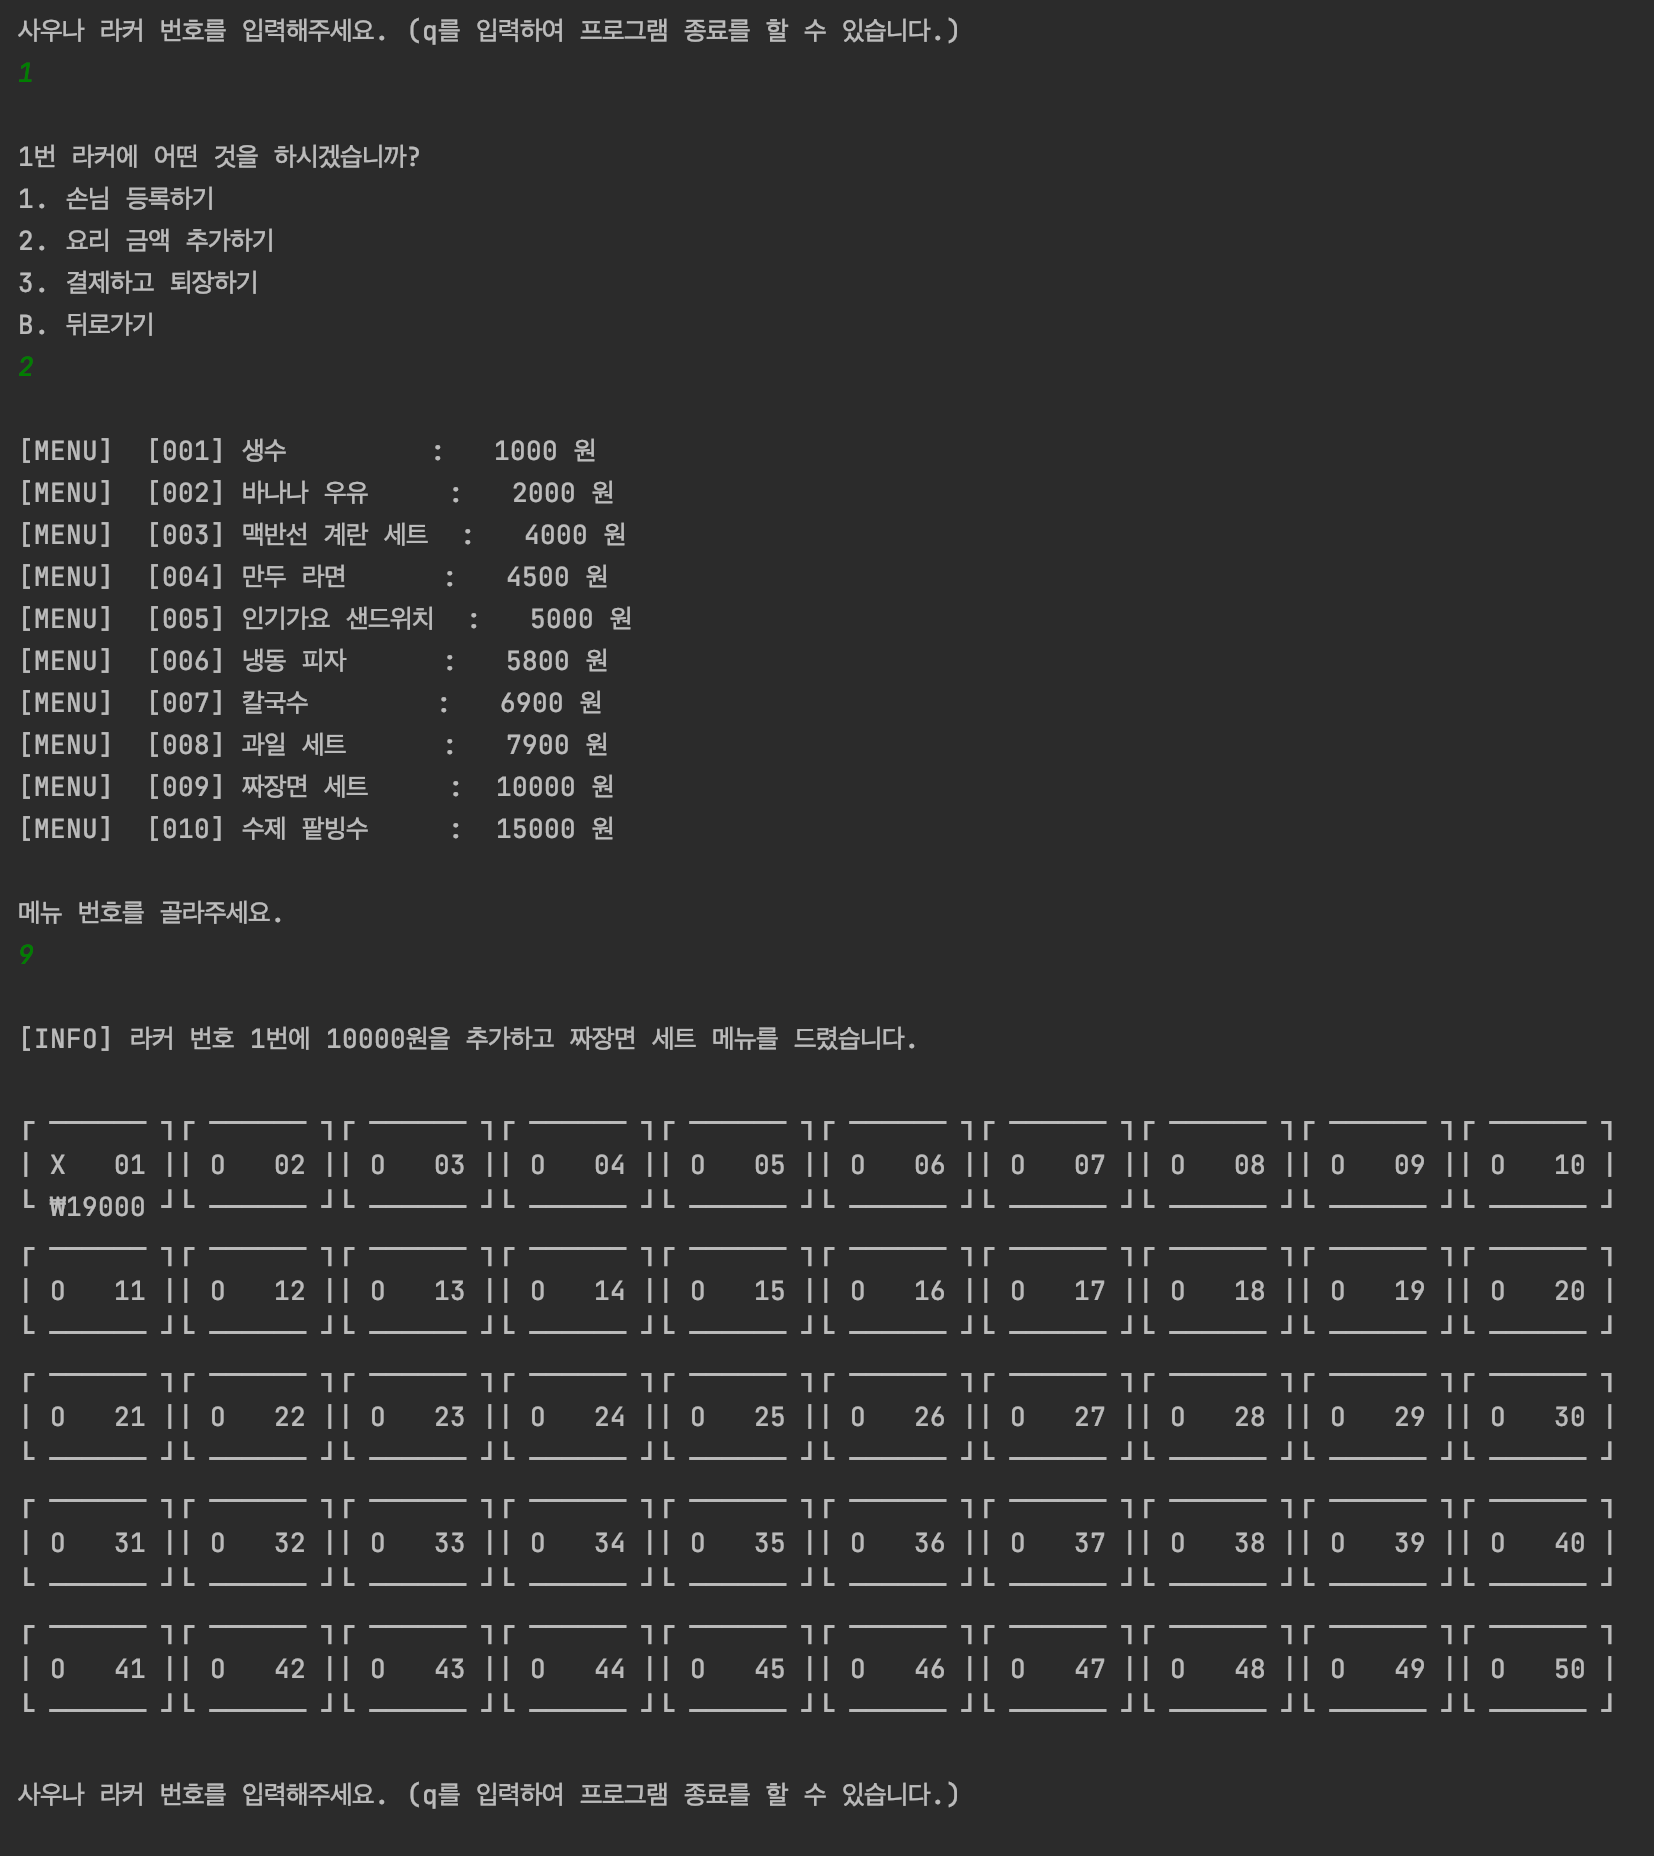 사우나 라커 번호를 입력해주세요. (q를 입력하여 프로그램 종료를 할 수 있습니다.)
1
1번 라커에 어떤 것을 하시겠습니까?
1. 손님 등록하기
2. 요리 금액 추가하기
3. 결제하고 퇴장하기
B. 뒤로가기
2
[MENU]  [001] 생수         :   1000 원
[MENU]  [002] 바나나 우유     :   2000 원
[MENU]  [003] 맥반선 계란 세트  :   4000 원
[MENU]  [004] 만두 라면      :   4500 원
[MENU]  [005] 인기가요 샌드위치  :   5000 원
[MENU]  [006] 냉동 피자      :   5800 원
[MENU]  [007] 칼국수        :   6900 원
[MENU]  [008] 과일 세트      :   7900 원
[MENU]  [009] 짜장면 세트     :  10000 원
[MENU]  [010] 수제 팥빙수     :  15000 원
메뉴 번호를 골라주세요.
9
[INFO] 라커 번호 1번에 10000원을 추가하고 짜장면 세트 메뉴를 드렸습니다.
┌ ────── ┐┌ ────── ┐┌ ────── ┐┌ ────── ┐┌ ────── ┐┌ ────── ┐┌ ────── ┐┌ ────── ┐┌ ────── ┐┌ ────── ┐
| X   01 || O   02 || O   03 || O   04 || O   05 || O   06 || O   07 || O   08 || O   09 || O   10 |
└ ₩19000 ┘└ ────── ┘└ ────── ┘└ ────── ┘└ ────── ┘└ ────── ┘└ ────── ┘└ ────── ┘└ ────── ┘└ ────── ┘
┌ ────── ┐┌ ────── ┐┌ ────── ┐┌ ────── ┐┌ ────── ┐┌ ────── ┐┌ ────── ┐┌ ────── ┐┌ ────── ┐┌ ────── ┐
| O   11 || O   12 || O   13 || O   14 || O   15 || O   16 || O   17 || O   18 || O   19 || O   20 |
└ ────── ┘└ ────── ┘└ ────── ┘└ ────── ┘└ ────── ┘└ ────── ┘└ ────── ┘└ ────── ┘└ ────── ┘└ ────── ┘
┌ ────── ┐┌ ────── ┐┌ ────── ┐┌ ────── ┐┌ ────── ┐┌ ────── ┐┌ ────── ┐┌ ────── ┐┌ ────── ┐┌ ────── ┐
| O   21 || O   22 || O   23 || O   24 || O   25 || O   26 || O   27 || O   28 || O   29 || O   30 |
└ ────── ┘└ ────── ┘└ ────── ┘└ ────── ┘└ ────── ┘└ ────── ┘└ ────── ┘└ ────── ┘└ ────── ┘└ ────── ┘
┌ ────── ┐┌ ────── ┐┌ ────── ┐┌ ────── ┐┌ ────── ┐┌ ────── ┐┌ ────── ┐┌ ────── ┐┌ ────── ┐┌ ────── ┐
| O   31 || O   32 || O   33 || O   34 || O   35 || O   36 || O   37 || O   38 || O   39 || O   40 |
└ ────── ┘└ ────── ┘└ ────── ┘└ ────── ┘└ ────── ┘└ ────── ┘└ ────── ┘└ ────── ┘└ ────── ┘└ ────── ┘
┌ ────── ┐┌ ────── ┐┌ ────── ┐┌ ────── ┐┌ ────── ┐┌ ────── ┐┌ ────── ┐┌ ────── ┐┌ ────── ┐┌ ────── ┐
| O   41 || O   42 || O   43 || O   44 || O   45 || O   46 || O   47 || O   48 || O   49 || O   50 |
└ ────── ┘└ ────── ┘└ ────── ┘└ ────── ┘└ ────── ┘└ ────── ┘└ ────── ┘└ ────── ┘└ ────── ┘└ ────── ┘
사우나 라커 번호를 입력해주세요. (q를 입력하여 프로그램 종료를 할 수 있습니다.)